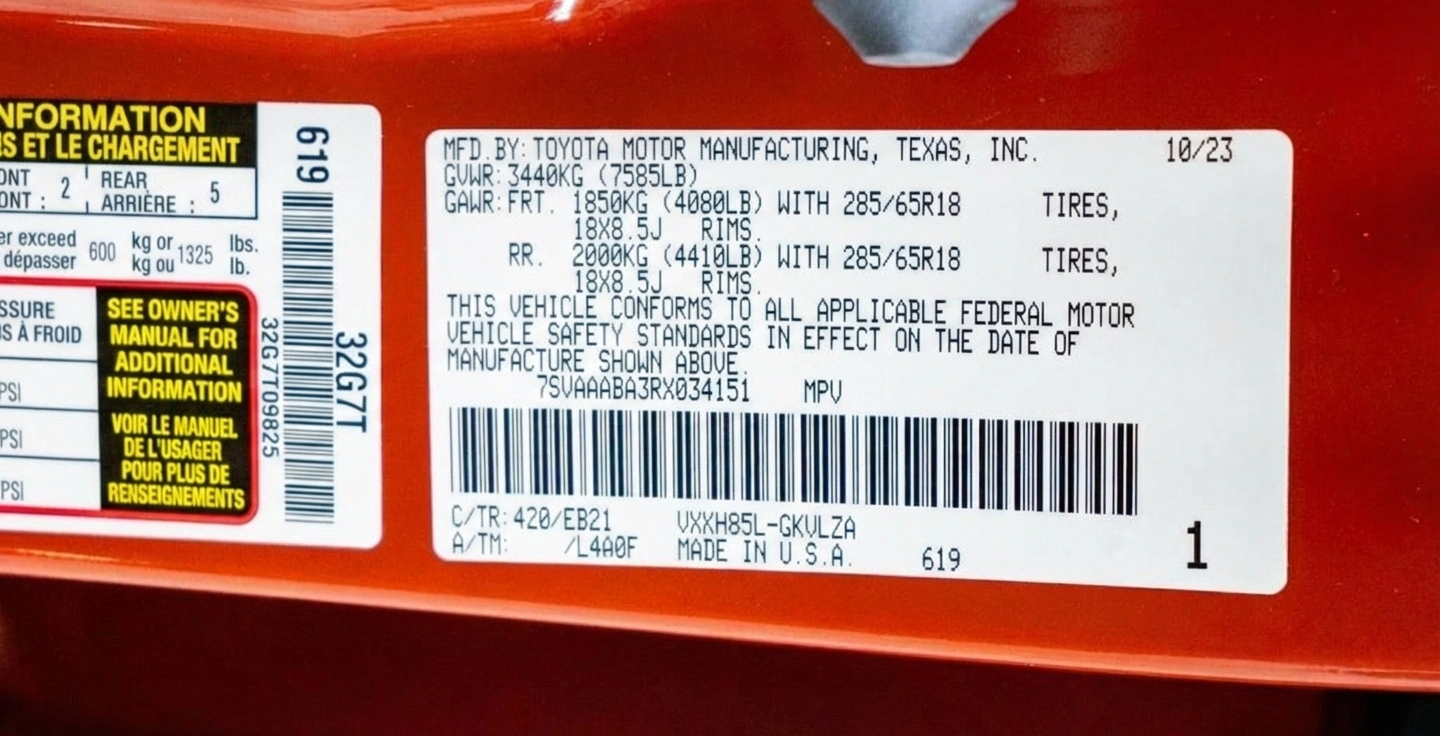 NFORMATION
S ET LE CHARGEMENT
ONT : 2 REAR ARRIÈRE : 5
er exceed 600 kg or 1325 lbs.
dépasser kg ou lb.
SSURE
S À FROID
PSI
PSI
PSI
SEE OWNER'S
MANUAL FOR
ADDITIONAL
INFORMATION
VOIR LE MANUEL
DE L'USAGER
POUR PLUS DE
RENSEIGNEMENTS
619
32G7T09825
32G7T
MFD.BY: TOYOTA MOTOR MANUFACTURING, TEXAS, INC. 10/23
GVWR: 3440KG (7585LB)
GAWR: FRT. 1850KG (4080LB) WITH 285/65R18 TIRES,
18X8.5J RIMS.
RR. 2000KG (4410LB) WITH 285/65R18 TIRES,
18X8.5J RIMS.
THIS VEHICLE CONFORMS TO ALL APPLICABLE FEDERAL MOTOR
VEHICLE SAFETY STANDARDS IN EFFECT ON THE DATE OF
MANUFACTURE SHOWN ABOVE.
7SVAAABA3RX034151 MPV
C/TR: 420/EB21 VXXH85L-GKVLZA
A/TM: /L4A0F MADE IN U.S.A. 619
1